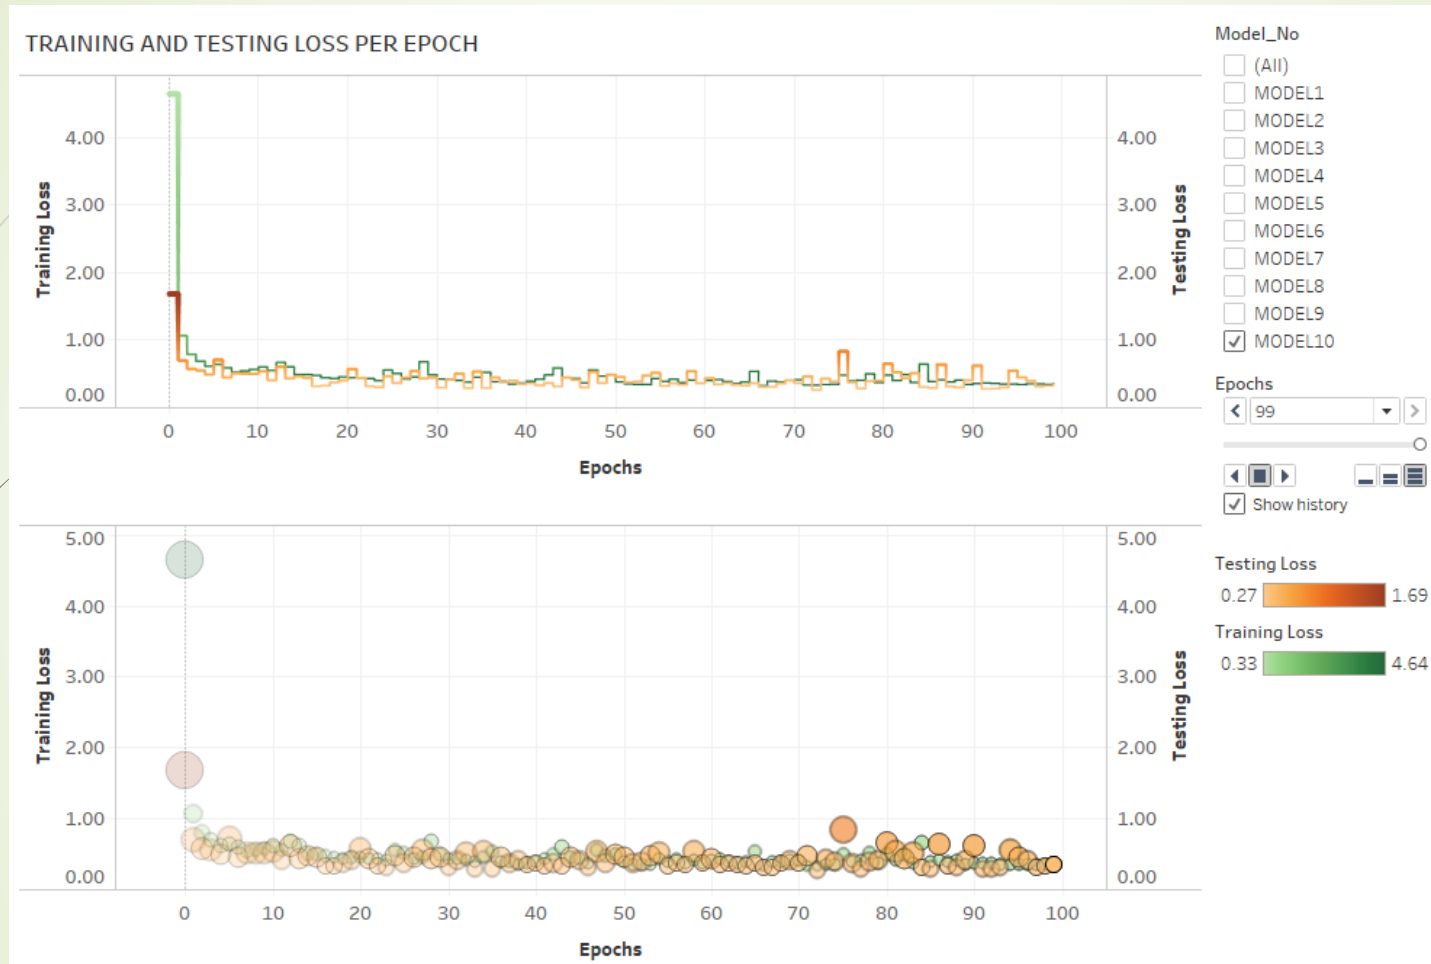 TRAINING AND TESTING LOSS PER EPOCH
4.00
3.00
2.00
1.00
0.00
Training Loss
4.00
3.00
2.00
1.00
0.00
Testing Loss
0 10 20 30 40 50 60 70 80 90 100
Epochs
5.00
4.00
3.00
2.00
1.00
0.00
Training Loss
5.00
4.00
3.00
2.00
1.00
0.00
Testing Loss
0 10 20 30 40 50 60 70 80 90 100
Epochs
Model_No
(All)
MODEL1
MODEL2
MODEL3
MODEL4
MODEL5
MODEL6
MODEL7
MODEL8
MODEL9
MODEL10
Epochs
99
Show history
Testing Loss
0.27 1.69
Training Loss
0.33 4.64